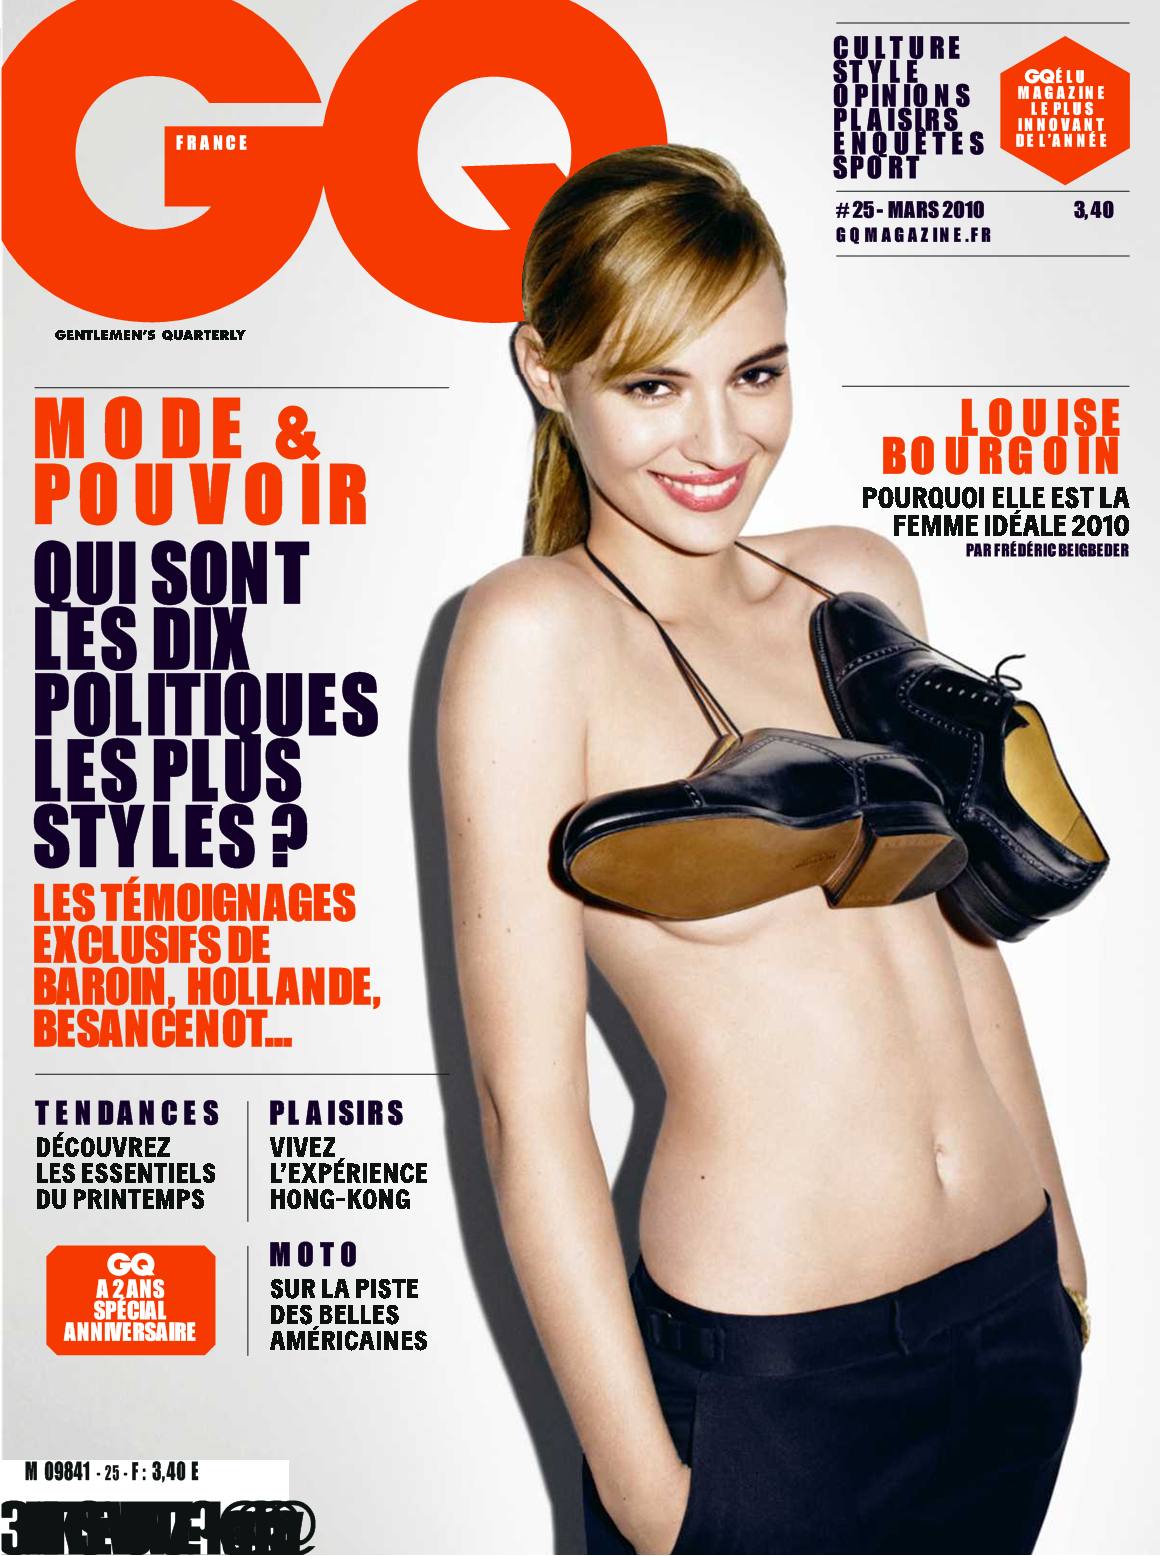 GQ
FRANCE
GENTLEMEN'S QUARTERLY
CULTURE
STYLE
OPINIONS
PLAISIRS
ENQUÊTES
SPORT
GQ ÉLU
MAGAZINE
LE PLUS
INNOVANT
DE L'ANNÉE
#25 - MARS 2010 3,40
GQMAGAZINE.FR
MODE &
POUVOIR
QUI SONT
LES DIX
POLITIQUES
LES PLUS
STYLES ?
LES TÉMOIGNAGES
EXCLUSIFS DE
BAROIN, HOLLANDE,
BESANCENOT...
LOUISE
BOURGOIN
POURQUOI ELLE EST LA
FEMME IDÉALE 2010
PAR FRÉDÉRIC BEIGBEDER
TENDANCES
DÉCOUVREZ
LES ESSENTIELS
DU PRINTEMPS
PLAISIRS
VIVEZ
L'EXPÉRIENCE
HONG-KONG
GQ
A 2 ANS
SPÉCIAL
ANNIVERSAIRE
MOTO
SUR LA PISTE
DES BELLES
AMÉRICAINES
M 09841 - 25 - F : 3,40 E